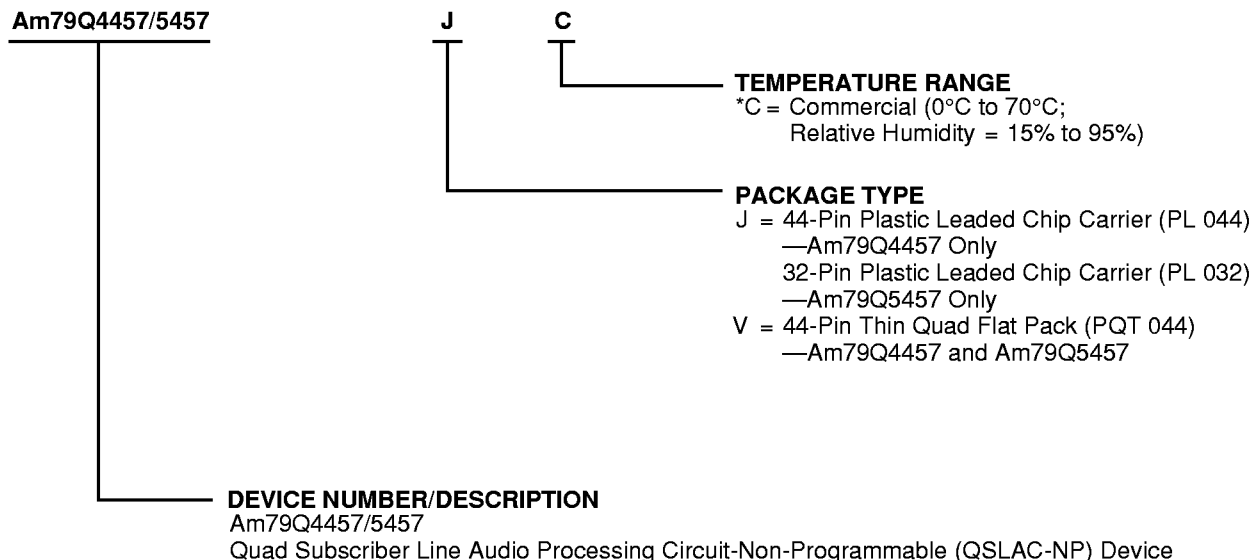 Am79Q4457/5457 J C
TEMPERATURE RANGE
*C = Commercial (0°C to 70°C;
Relative Humidity = 15% to 95%)
PACKAGE TYPE
J = 44-Pin Plastic Leaded Chip Carrier (PL 044)
—Am79Q4457 Only
32-Pin Plastic Leaded Chip Carrier (PL 032)
—Am79Q5457 Only
V = 44-Pin Thin Quad Flat Pack (PQT 044)
—Am79Q4457 and Am79Q5457
DEVICE NUMBER/DESCRIPTION
Am79Q4457/5457
Quad Subscriber Line Audio Processing Circuit-Non-Programmable (QSLAC-NP) Device